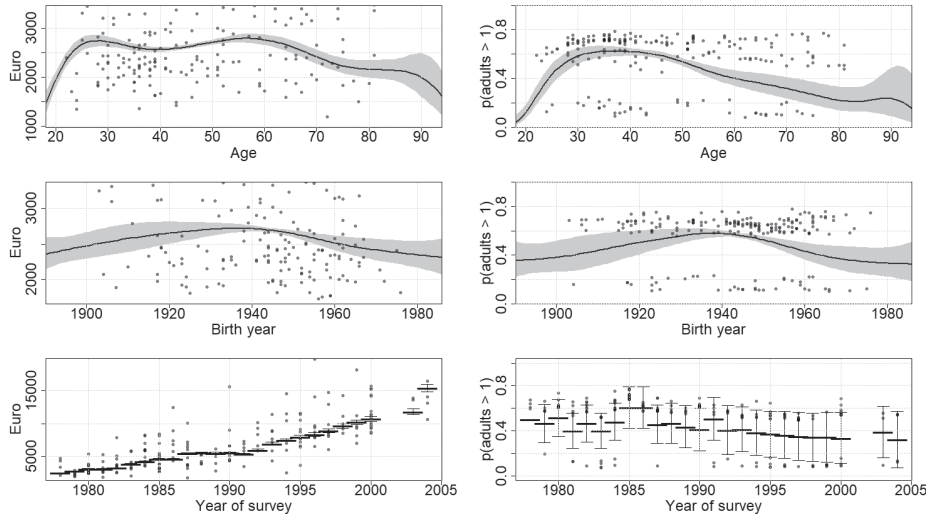 Euro
3000
2000
1000
20 30 40 50 60 70 80 90
Age
p(adults > 1)
0.8
0.4
0.0
20 30 40 50 60 70 80 90
Age
Euro
3000
2000
1900 1920 1940 1960 1980
Birth year
p(adults > 1)
0.8
0.4
0.0
1900 1920 1940 1960 1980
Birth year
Euro
15000
5000
1980 1985 1990 1995 2000 2005
Year of survey
p(adults > 1)
0.8
0.4
0.0
1980 1985 1990 1995 2000 2005
Year of survey